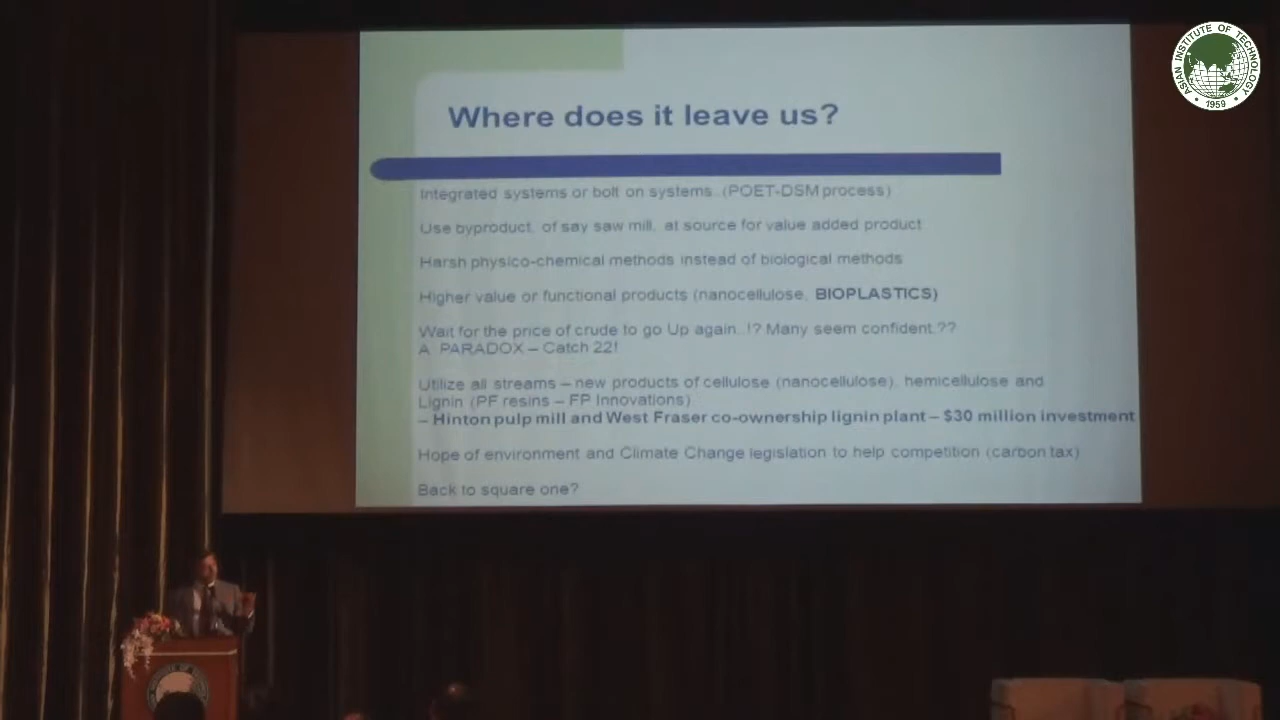 Where does it leave us?
Integrated systems or bolt on systems. (POET-DSM process)
Use byproduct, of say saw mill, at source for value added product
Harsh physico-chemical methods instead of biological methods
Higher value or functional products (nanocellulose, BIOPLASTICS)
Wait for the price of crude to go Up again..!? Many seem confident.??
A PARADOX – Catch 22!
Utilize all streams – new products of cellulose (nanocellulose), hemicellulose and
Lignin (PF resins – FP Innovations)
– Hinton pulp mill and West Fraser co-ownership lignin plant – $30 million investment
Hope of environment and Climate Change legislation to help competition (carbon tax)
Back to square one?
ASIAN INSTITUTE OF TECHNOLOGY
• 1959 •